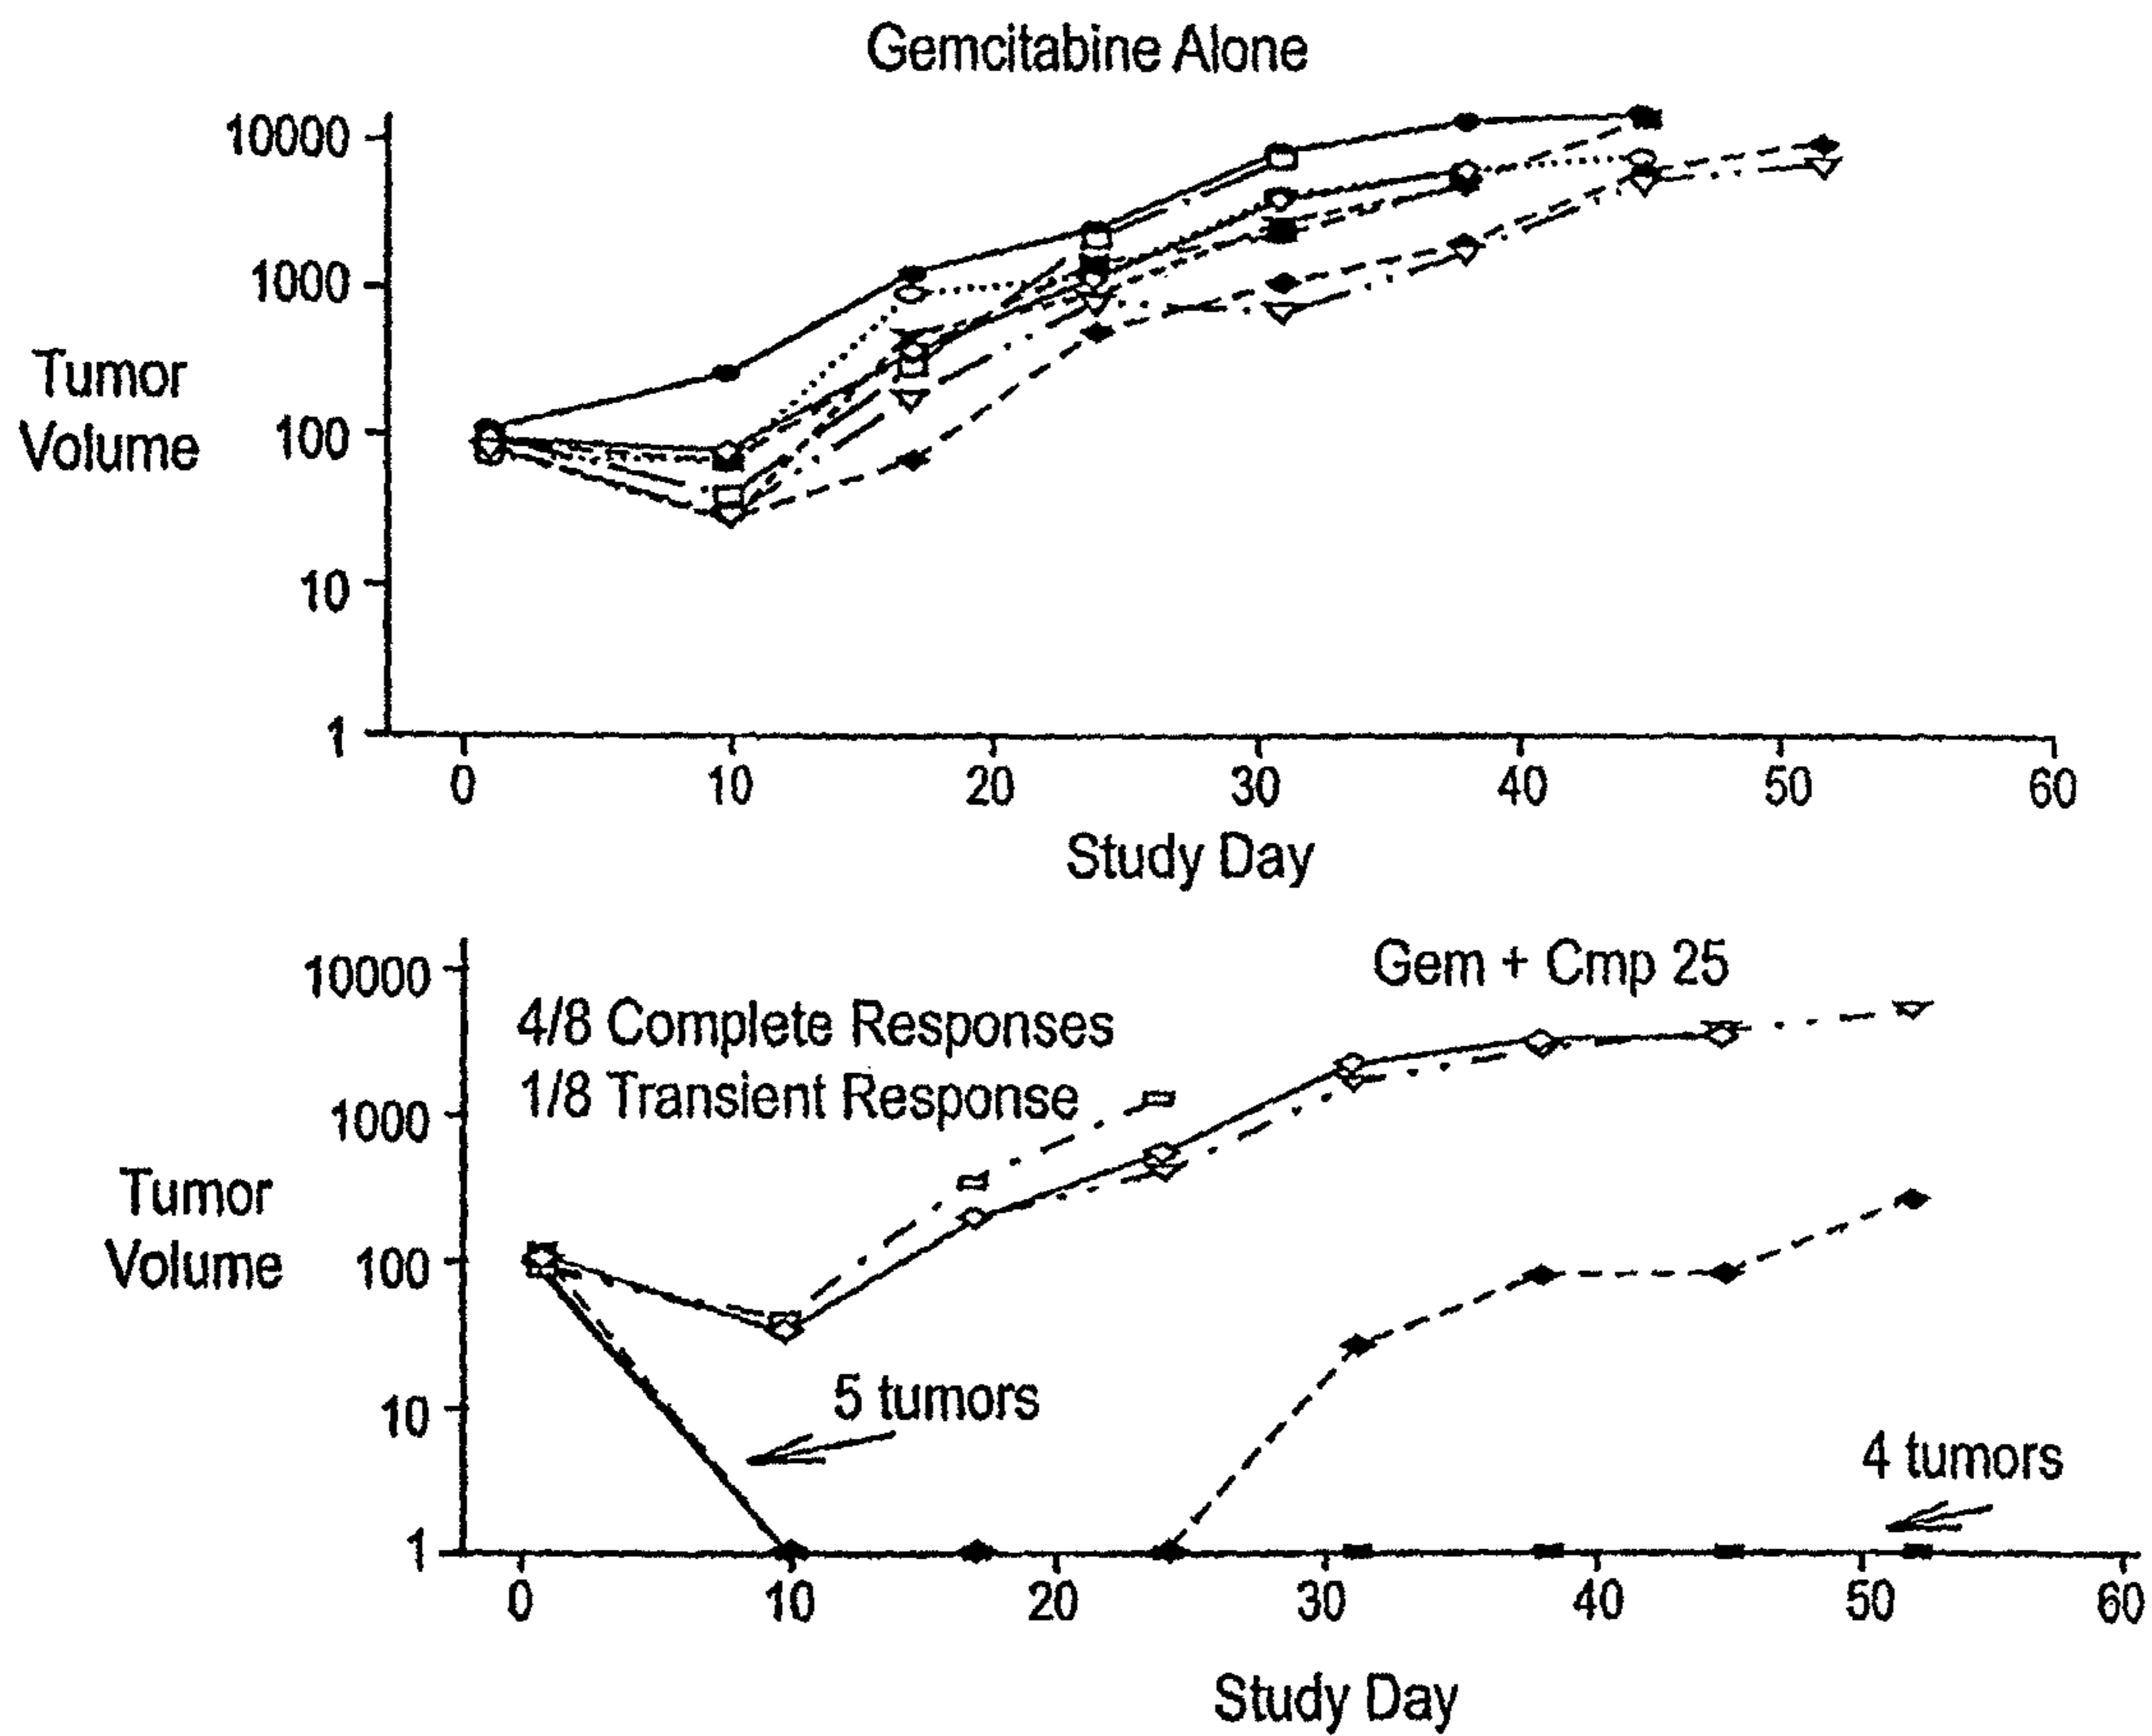 Gemcitabine Alone
10000
1000
100
10
1
Tumor
Volume
0 10 20 30 40 50 60
Study Day
Gem + Cmp 25
4/8 Complete Responses
1/8 Transient Response
10000
1000
100
10
1
Tumor
Volume
5 tumors
4 tumors
0 10 20 30 40 50 60
Study Day